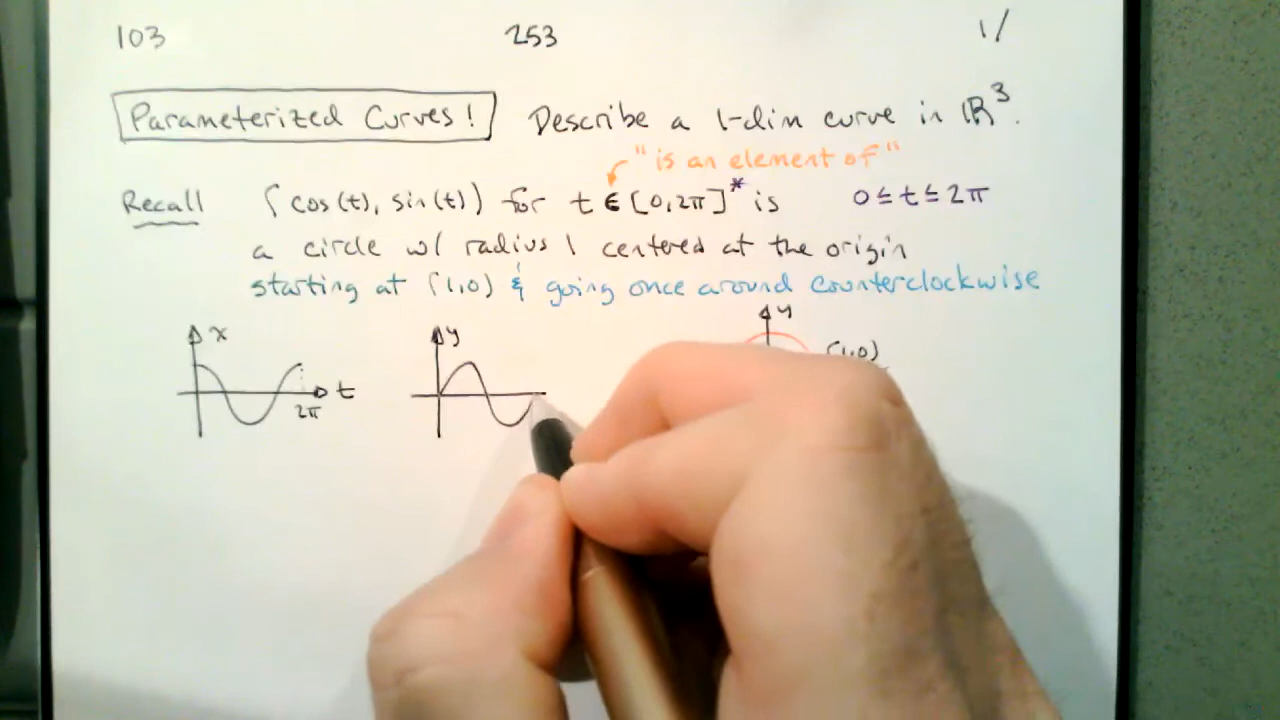 103 253 1/
Parameterized Curves! Describe a 1-dim curve in ℝ³.
"is an element of"
Recall (cos(t), sin(t)) for t ∈ [0,2π]* is 0 ≤ t ≤ 2π
a circle w/ radius 1 centered at the origin
starting at (1,0) & going once around counterclockwise
x y y
(1,0)
t
2π